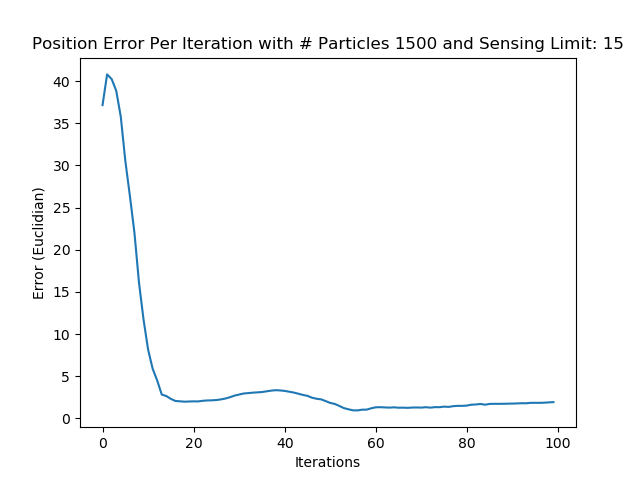 Position Error Per Iteration with # Particles 1500 and Sensing Limit: 15
40
35
30
25
20
15
10
5
0
Error (Euclidian)
0 20 40 60 80 100
Iterations